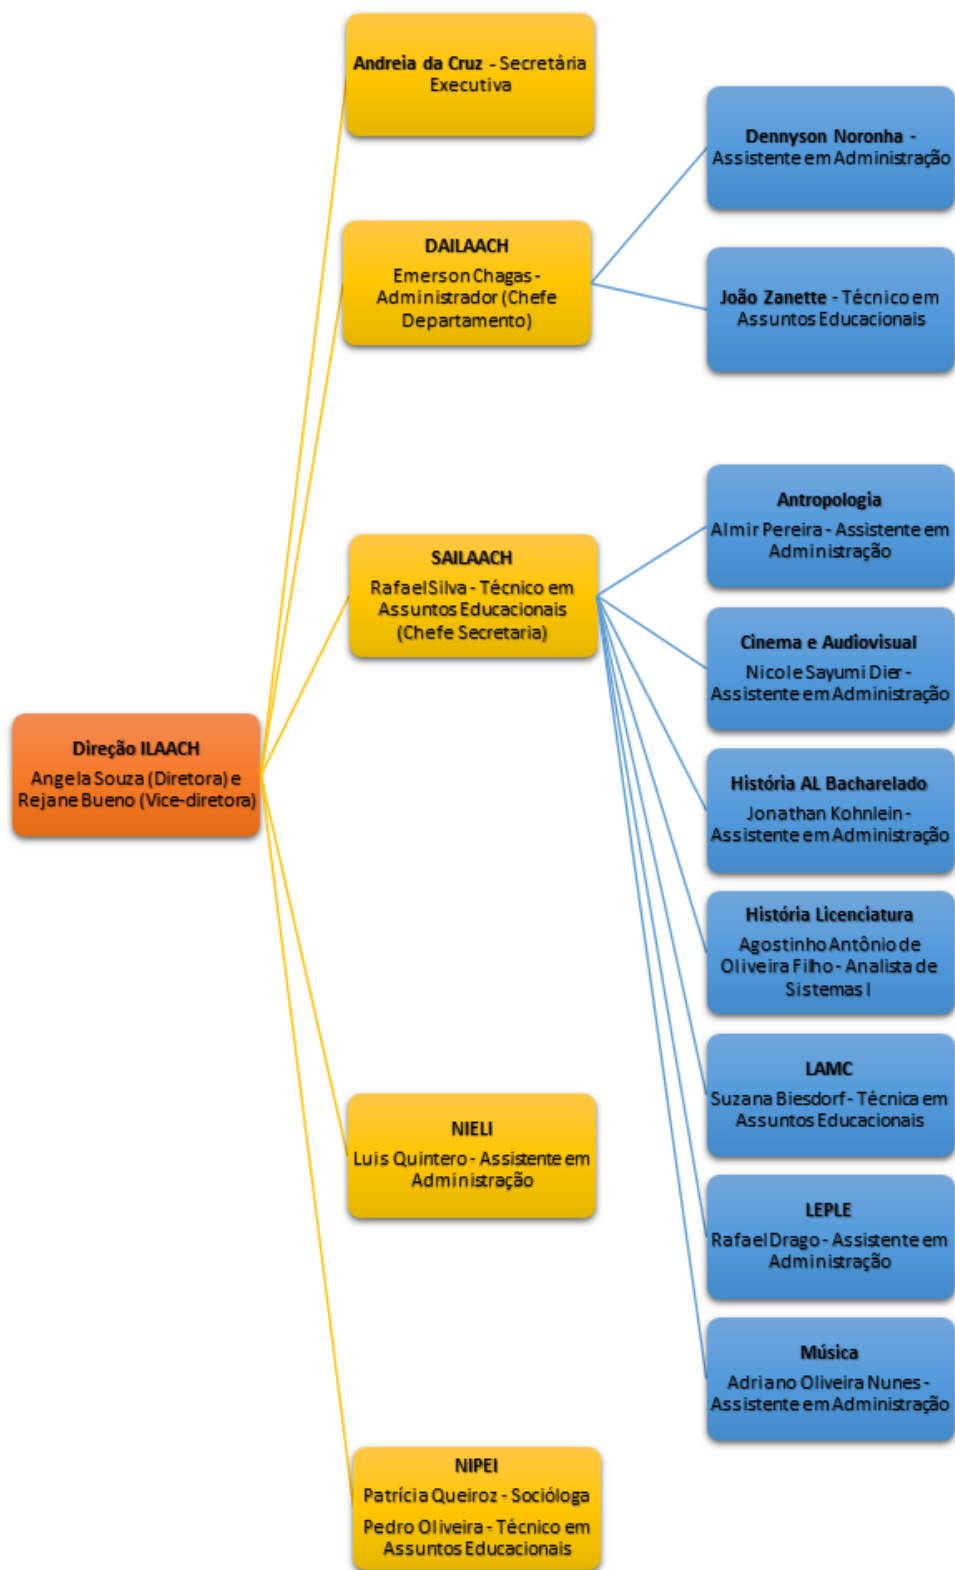 Andreia da Cruz - Secretária
Executiva
Dennyson Noronha -
Assistente em Administração
DAILAACH
Emerson Chagas -
Administrador (Chefe
Departamento)
João Zanette - Técnico em
Assuntos Educacionais
Antropologia
Almir Pereira - Assistente em
Administração
SAILAACH
Rafael Silva - Técnico em
Assuntos Educacionais
(Chefe Secretaria)
Cinema e Audiovisual
Nicole Sayumi Dier -
Assistente em Administração
Direção ILAACH
Angela Souza (Diretora) e
Rejane Bueno (Vice-diretora)
História AL Bacharelado
Jonathan Kohnlein -
Assistente em Administração
História Licenciatura
Agostinho Antônio de
Oliveira Filho - Analista de
Sistemas I
LAMC
Suzana Biesdorf - Técnica em
Assuntos Educacionais
NIELI
Luis Quintero - Assistente em
Administração
LEPLE
Rafael Drago - Assistente em
Administração
Música
Adriano Oliveira Nunes -
Assistente em Administração
NIPEI
Patrícia Queiroz - Socióloga
Pedro Oliveira - Técnico em
Assuntos Educacionais